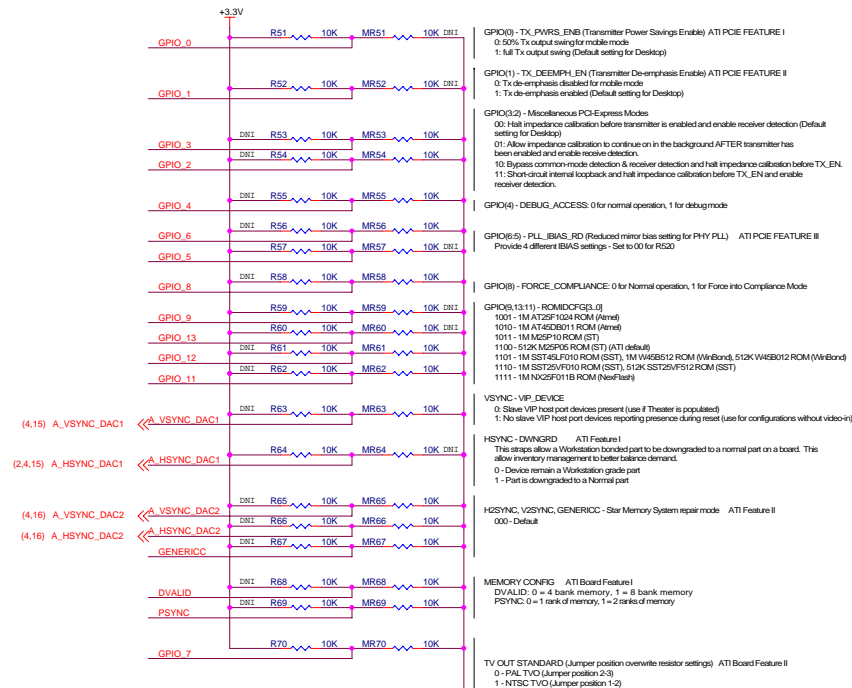 +3.3V
R51 10K MR51 10K DNI
GPIO_0
GPIO(0) - TX_PWRS_ENB (Transmitter Power Savings Enable) ATI PCIE FEATURE I
0: 50% Tx output swing for mobile mode
1: full Tx output swing (Default setting for Desktop)
R52 10K MR52 10K DNI
GPIO_1
GPIO(1) - TX_DEEMPH_EN (Transmitter De-emphasis Enable) ATI PCIE FEATURE II
0: Tx de-emphasis disabled for mobile mode
1: Tx de-emphasis enabled (Default setting for Desktop)
DNI R53 10K MR53 10K
GPIO_3
DNI R54 10K MR54 10K
GPIO_2
GPIO(3:2) - Miscellaneous PCI-Express Modes
00: Halt impedance calibration before transmitter is enabled and enable receiver detection (Default
setting for Desktop)
01: Allow impedance calibration to continue on in the background AFTER transmitter has
been enabled and enable receive detection.
10: Bypass common-mode detection & receiver detection and halt impedance calibration before TX_EN.
11: Short-circuit internal loopback and halt impedance calibration before TX_EN and enable
receiver detection.
DNI R55 10K MR55 10K
GPIO_4
GPIO(4) - DEBUG_ACCESS: 0 for normal operation, 1 for debug mode
DNI R56 10K MR56 10K
GPIO_6
R57 10K MR57 10K DNI
GPIO_5
GPIO(6:5) - PLL_IBIAS_RD (Reduced mirror bias setting for PHY PLL) ATI PCIE FEATURE III
Provide 4 different IBIAS settings - Set to 00 for R520
DNI R58 10K MR58 10K
GPIO_8
GPIO(8) - FORCE_COMPLIANCE: 0 for Normal operation, 1 for Force into Compliance Mode
R59 10K MR59 10K DNI
GPIO_9
R60 10K MR60 10K DNI
GPIO_13
DNI R61 10K MR61 10K
GPIO_12
DNI R62 10K MR62 10K
GPIO_11
GPIO(9,13:11) - ROMIDCFG[3..0]
1001 - 1M AT25F1024 ROM (Atmel)
1010 - 1M AT45DB011 ROM (Atmel)
1011 - 1M M25P10 ROM (ST)
1100 - 512K M25P05 ROM (ST) (ATI default)
1101 - 1M SST45LF010 ROM (SST), 1M W45B512 ROM (WinBond), 512K W45B012 ROM (WinBond)
1110 - 1M SST25VF010 ROM (SST), 512K SST25VF512 ROM (SST)
1111 - 1M NX25F011B ROM (NexFlash)
DNI R63 10K MR63 10K
(4,15) A_VSYNC_DAC1 A_VSYNC_DAC1
VSYNC - VIP_DEVICE
0: Slave VIP host port devices present (use if Theater is populated)
1: No slave VIP host port devices reporting presence during reset (use for configurations without video-in)
R64 10K MR64 10K DNI
(2,4,15) A_HSYNC_DAC1 A_HSYNC_DAC1
HSYNC - DWNGRD ATI Feature I
This straps allow a Workstation bonded part to be downgraded to a normal part on a board. This
allow inventory management to better balance demand.
0 - Device remain a Workstation grade part
1 - Part is downgraded to a Normal part
DNI R65 10K MR65 10K
(4,16) A_VSYNC_DAC2 A_VSYNC_DAC2
DNI R66 10K MR66 10K
(4,16) A_HSYNC_DAC2 A_HSYNC_DAC2
DNI R67 10K MR67 10K
GENERICC
H2SYNC, V2SYNC, GENERICC - Star Memory System repair mode ATI Feature II
000 - Default
DNI R68 10K MR68 10K
DVALID
DNI R69 10K MR69 10K
PSYNC
MEMORY CONFIG ATI Board Feature I
DVALID: 0 = 4 bank memory, 1 = 8 bank memory
PSYNC: 0 = 1 rank of memory, 1 = 2 ranks of memory
R70 10K MR70 10K
GPIO_7
TV OUT STANDARD (Jumper position overwrite resistor settings) ATI Board Feature II
0 - PAL TVO (Jumper position 2-3)
1 - NTSC TVO (Jumper position 1-2)